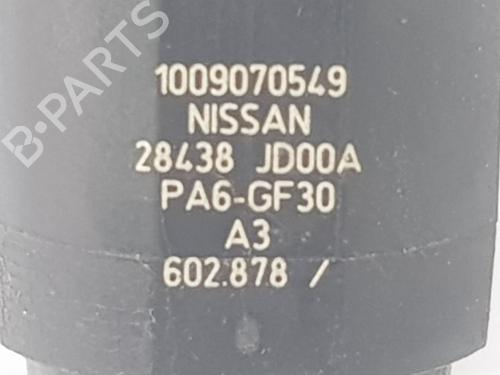 B-PARTS
1009070549
NISSAN
28438 JD00A
PA6-GF30
A3
602.878 /